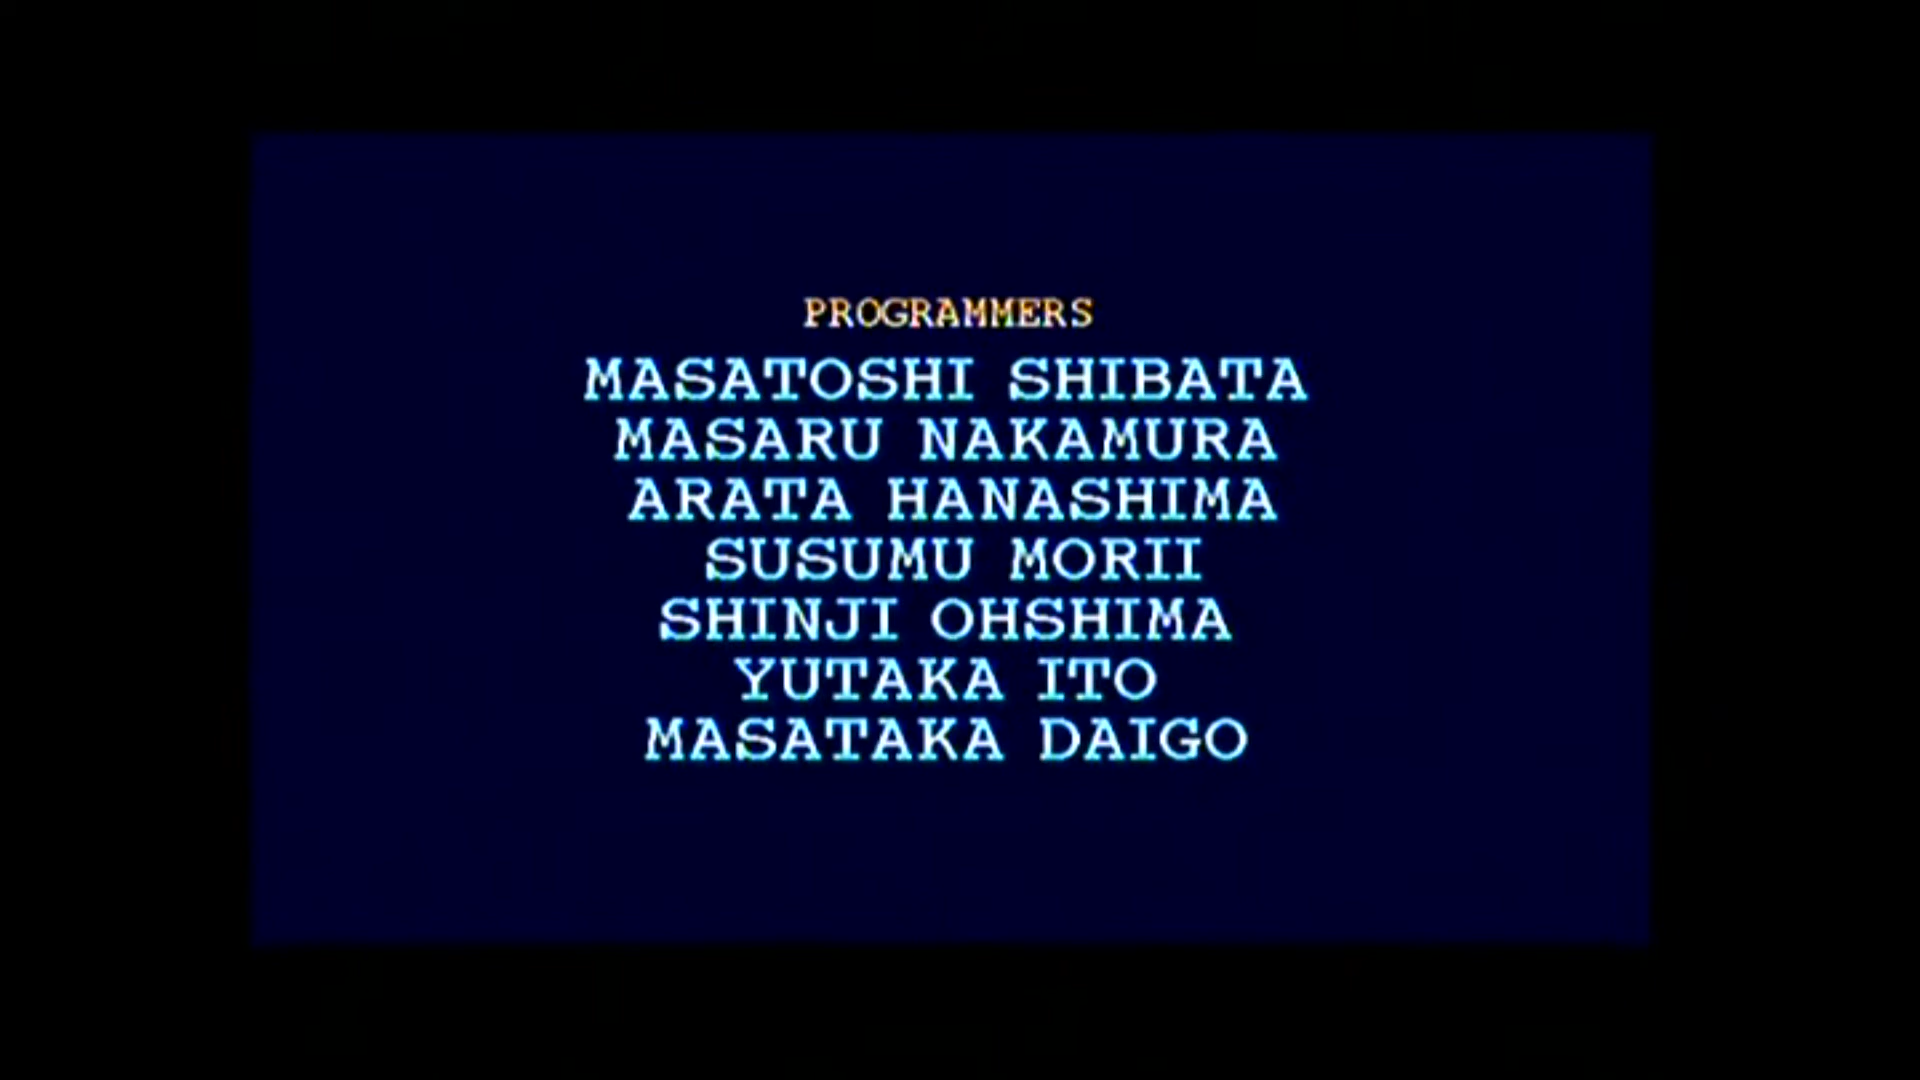 PROGRAMMERS
MASATOSHI SHIBATA
MASARU NAKAMURA
ARATA HANASHIMA
SUSUMU MORII
SHINJI OHSHIMA
YUTAKA ITO
MASATAKA DAIGO